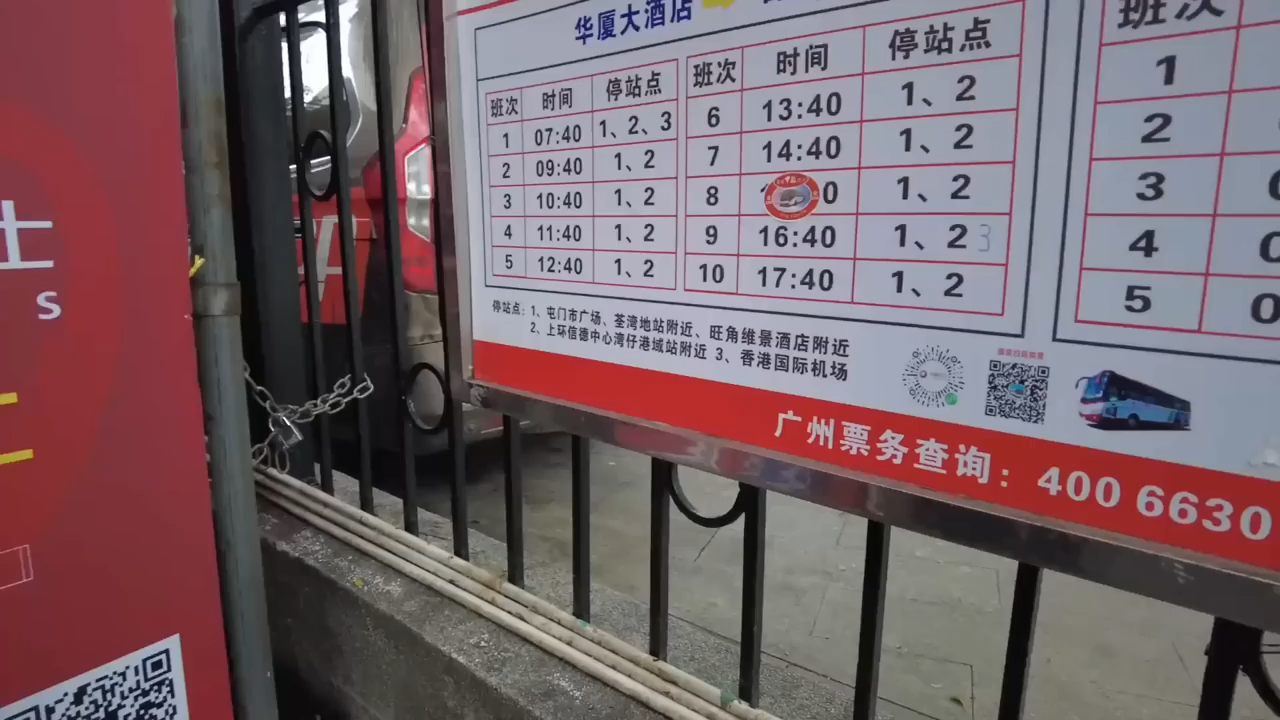 士
S
华厦大酒店
班次 时间 停站点
1 07:40 1、2、3
2 09:40 1、2
3 10:40 1、2
4 11:40 1、2
5 12:40 1、2
班次 时间 停站点
6 13:40 1、2
7 14:40 1、2
8 1 0 1、2
9 16:40 1、2 3
10 17:40 1、2
班次
1
2
3
4 0
5 0
停站点：1、屯门市广场、荃湾地站附近、旺角维景酒店附近
2、上环信德中心湾仔港域站附近 3、香港国际机场
广州票务查询：400 6630